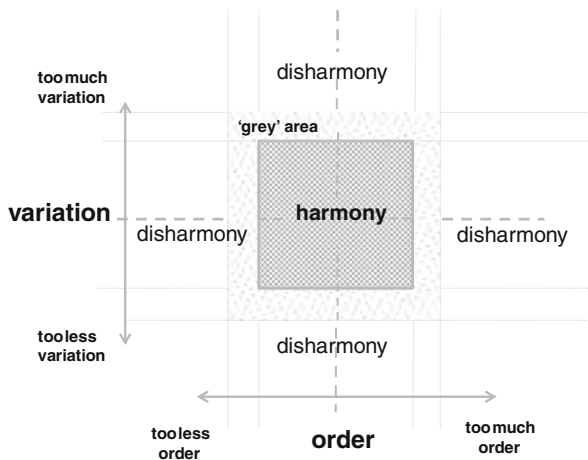 too much
variation
disharmony
'grey' area
variation
harmony
disharmony
disharmony
too less
variation
disharmony
too less
order
order
too much
order